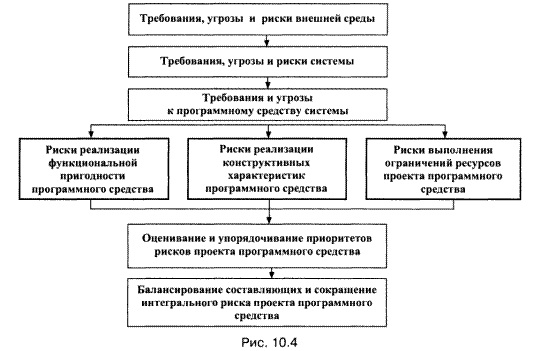 Требования, угрозы и риски внешней среды
Требования, угрозы и риски системы
Требования и угрозы
к программному средству системы
Риски реализации
функциональной
пригодности
программного средства
Риски реализации
конструктивных
характеристик
программного средства
Риски выполнения
ограничений ресурсов
проекта программного
средства
Оценивание и упорядочивание приоритетов
рисков проекта программного средства
Балансирование составляющих и сокращение
интегрального риска проекта программного
средства
Рис. 10.4